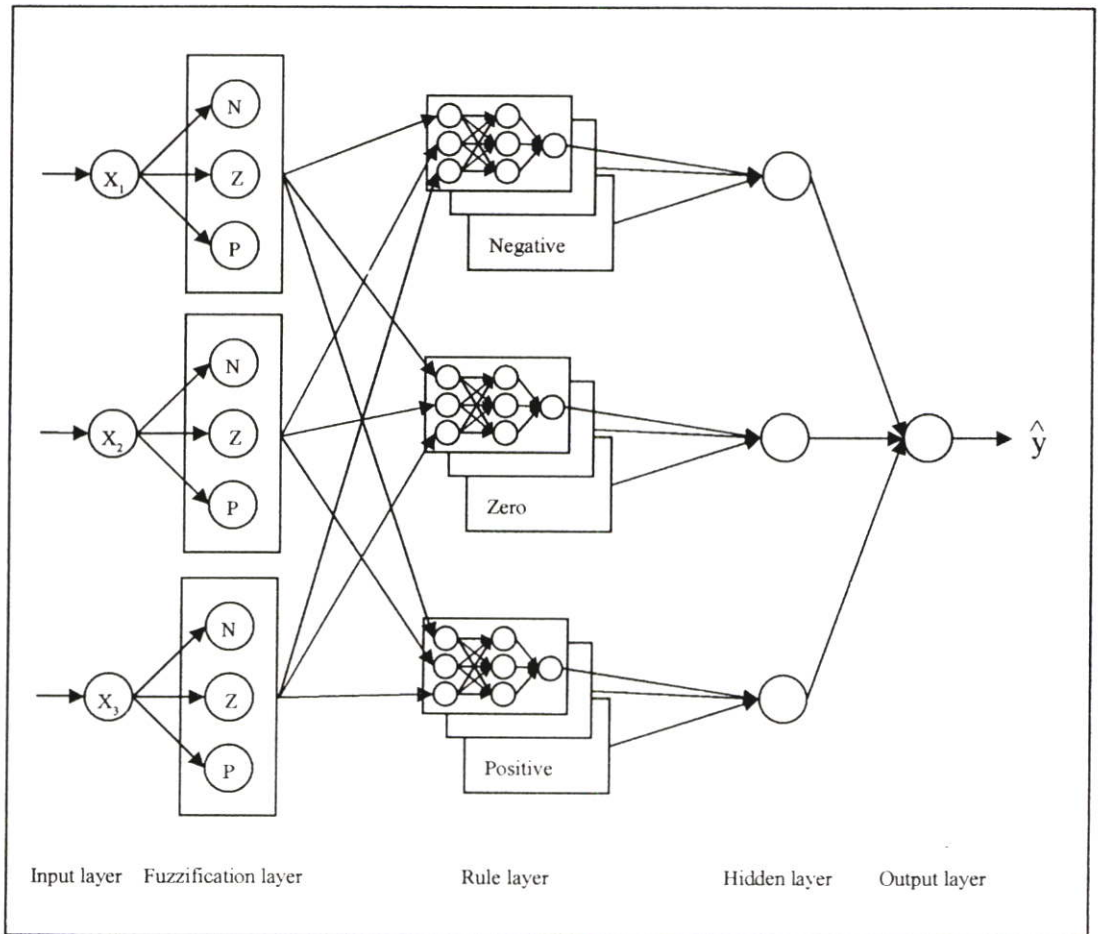 N
X₁
Z
P
Negative
N
X₂
Z
P
Zero
ŷ
N
X₃
Z
P
Positive
Input layer
Fuzzification layer
Rule layer
Hidden layer
Output layer